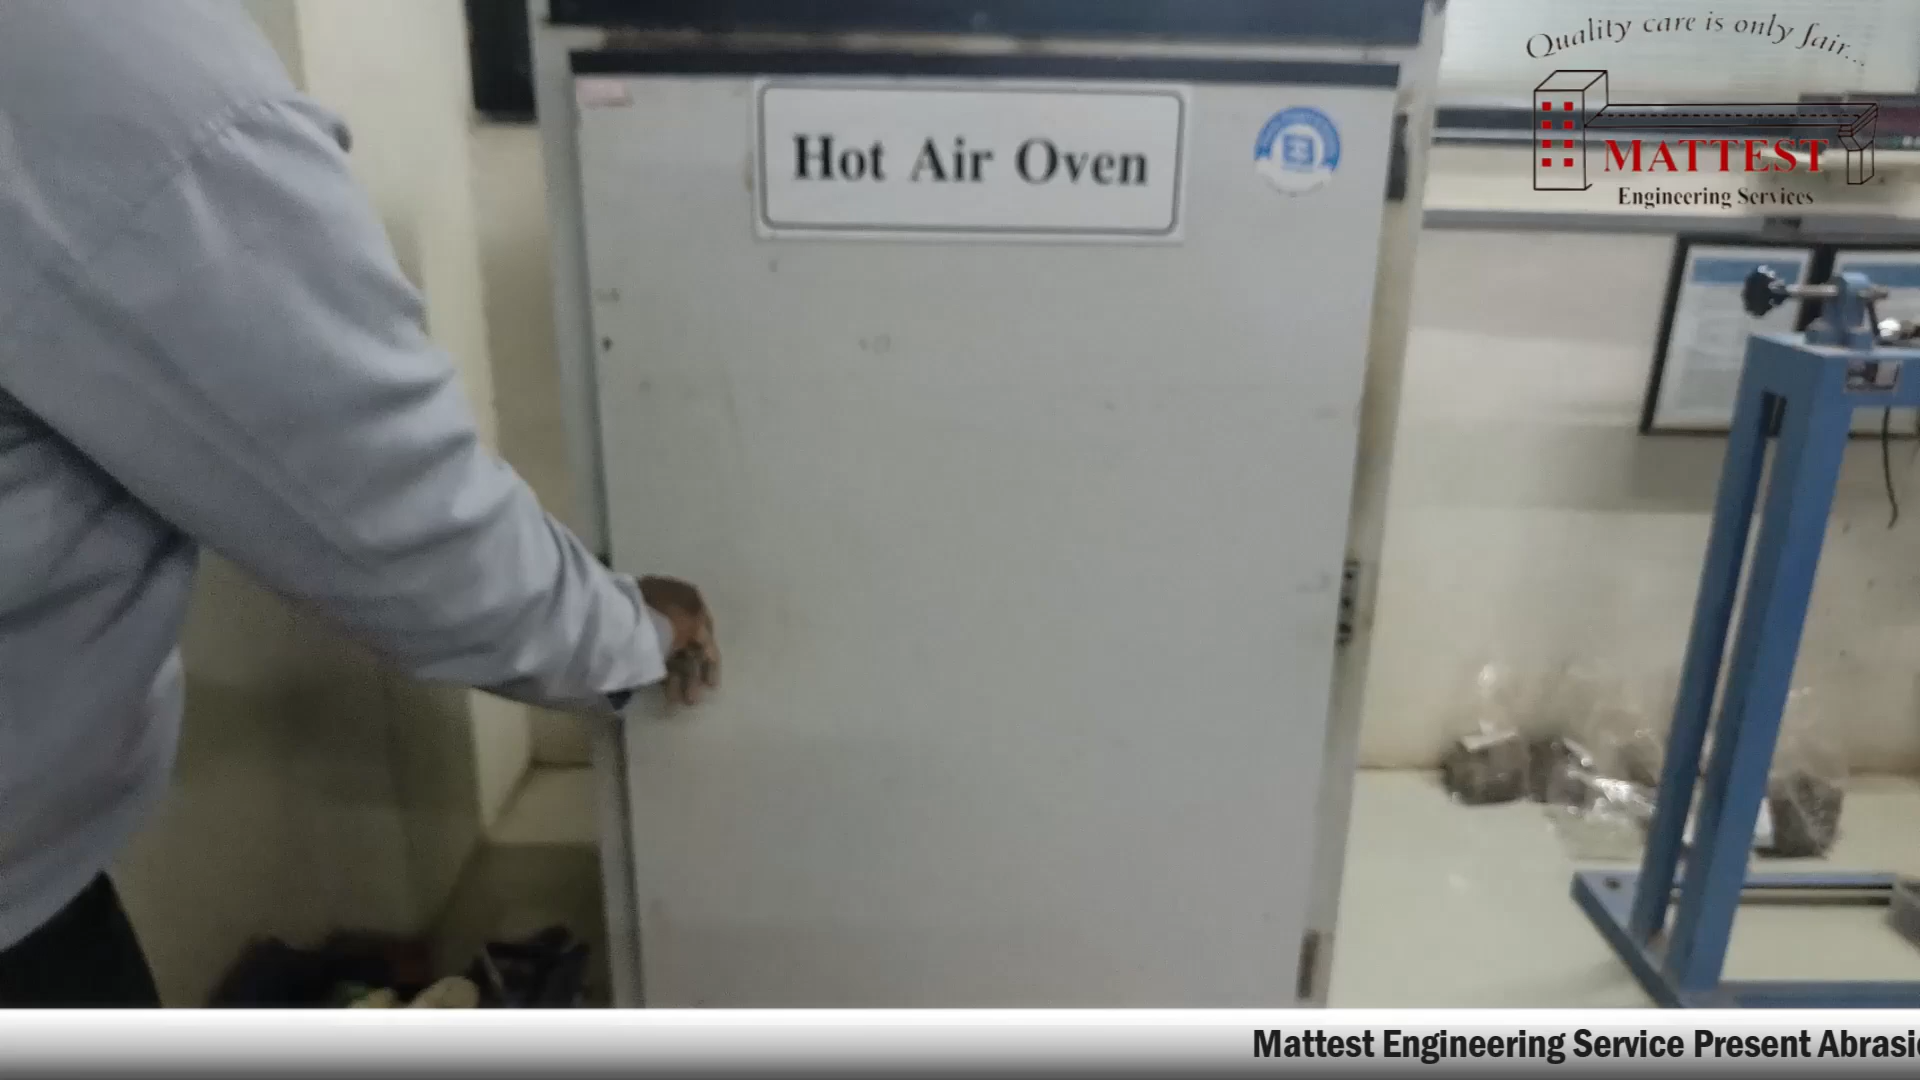 Quality care is only fair...
MATTEST
Engineering Services
Hot Air Oven
Mattest Engineering Service Present Abrasi